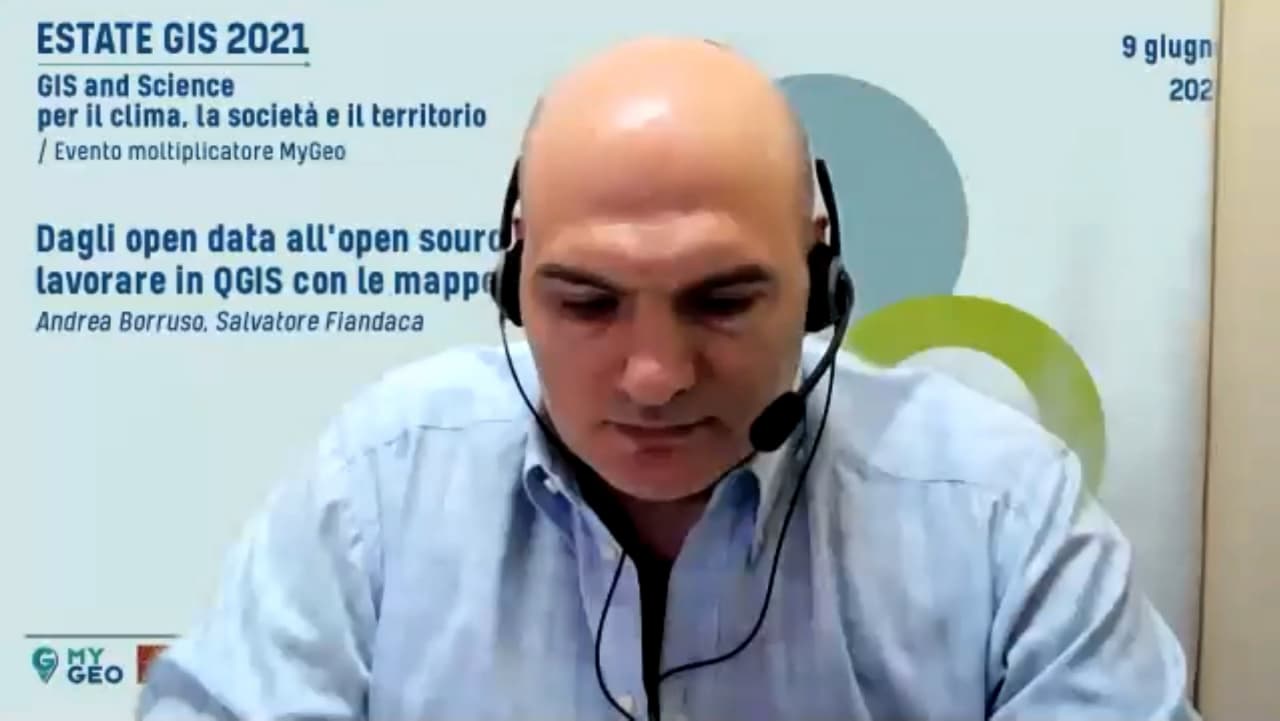 ESTATE GIS 2021
9 giugn
202
GIS and Science
per il clima, la società e il territorio
/ Evento moltiplicatore MyGeo
Dagli open data all'open sourc
lavorare in QGIS con le mappe
Andrea Borruso, Salvatore Fiandaca
MY
GEO